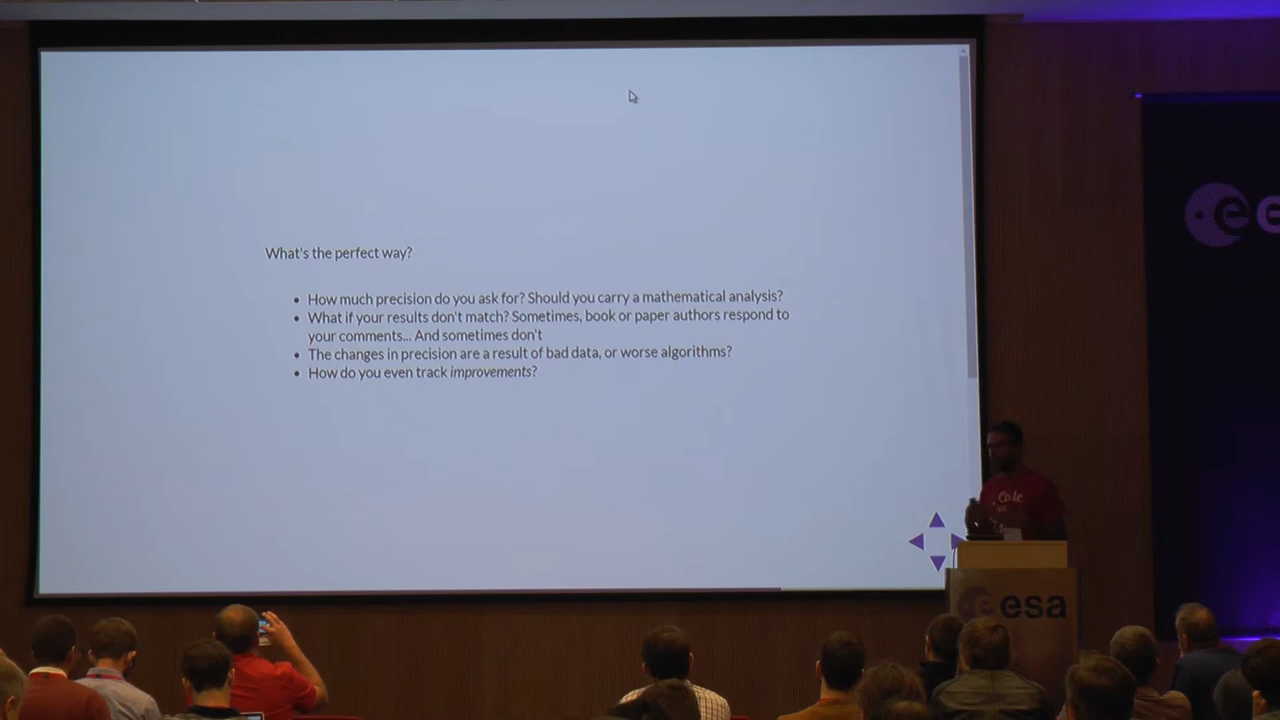 What's the perfect way?
• How much precision do you ask for? Should you carry a mathematical analysis?
• What if your results don't match? Sometimes, book or paper authors respond to
your comments... And sometimes don't
• The changes in precision are a result of bad data, or worse algorithms?
• How do you even track improvements?
esa